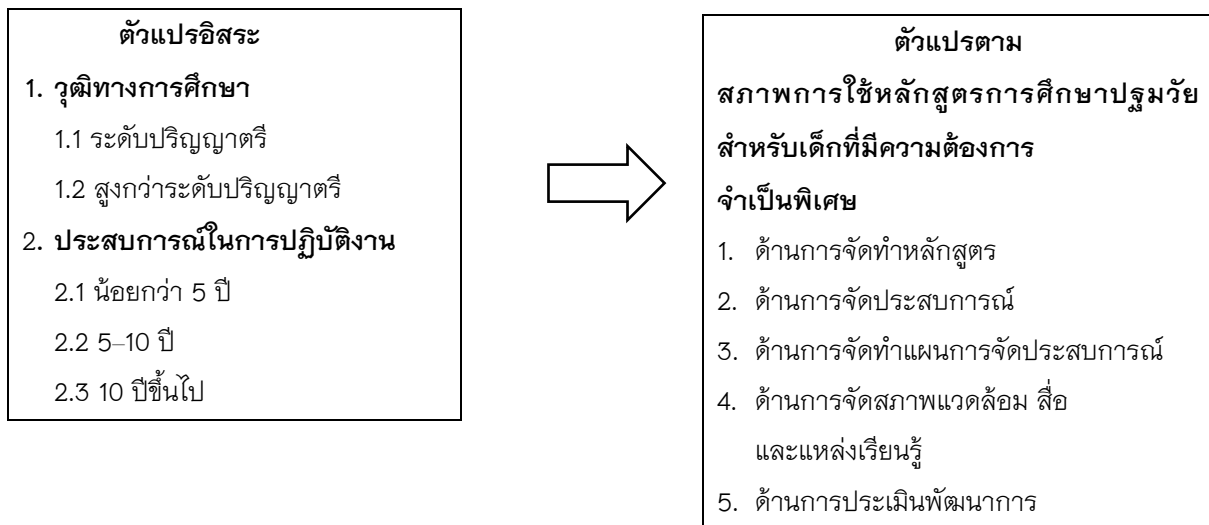 ตัวแปรอิสระ
1. วุฒิทางการศึกษา
1.1 ระดับปริญญาตรี
1.2 สูงกว่าระดับปริญญาตรี
2. ประสบการณ์ในการปฏิบัติงาน
2.1 น้อยกว่า 5 ปี
2.2 5–10 ปี
2.3 10 ปีขึ้นไป
ตัวแปรตาม
สภาพการใช้หลักสูตรการศึกษาปฐมวัย
สำหรับเด็กที่มีความต้องการ
จำเป็นพิเศษ
1. ด้านการจัดทำหลักสูตร
2. ด้านการจัดประสบการณ์
3. ด้านการจัดทำแผนการจัดประสบการณ์
4. ด้านการจัดสภาพแวดล้อม สื่อ
และแหล่งเรียนรู้
5. ด้านการประเมินพัฒนาการ